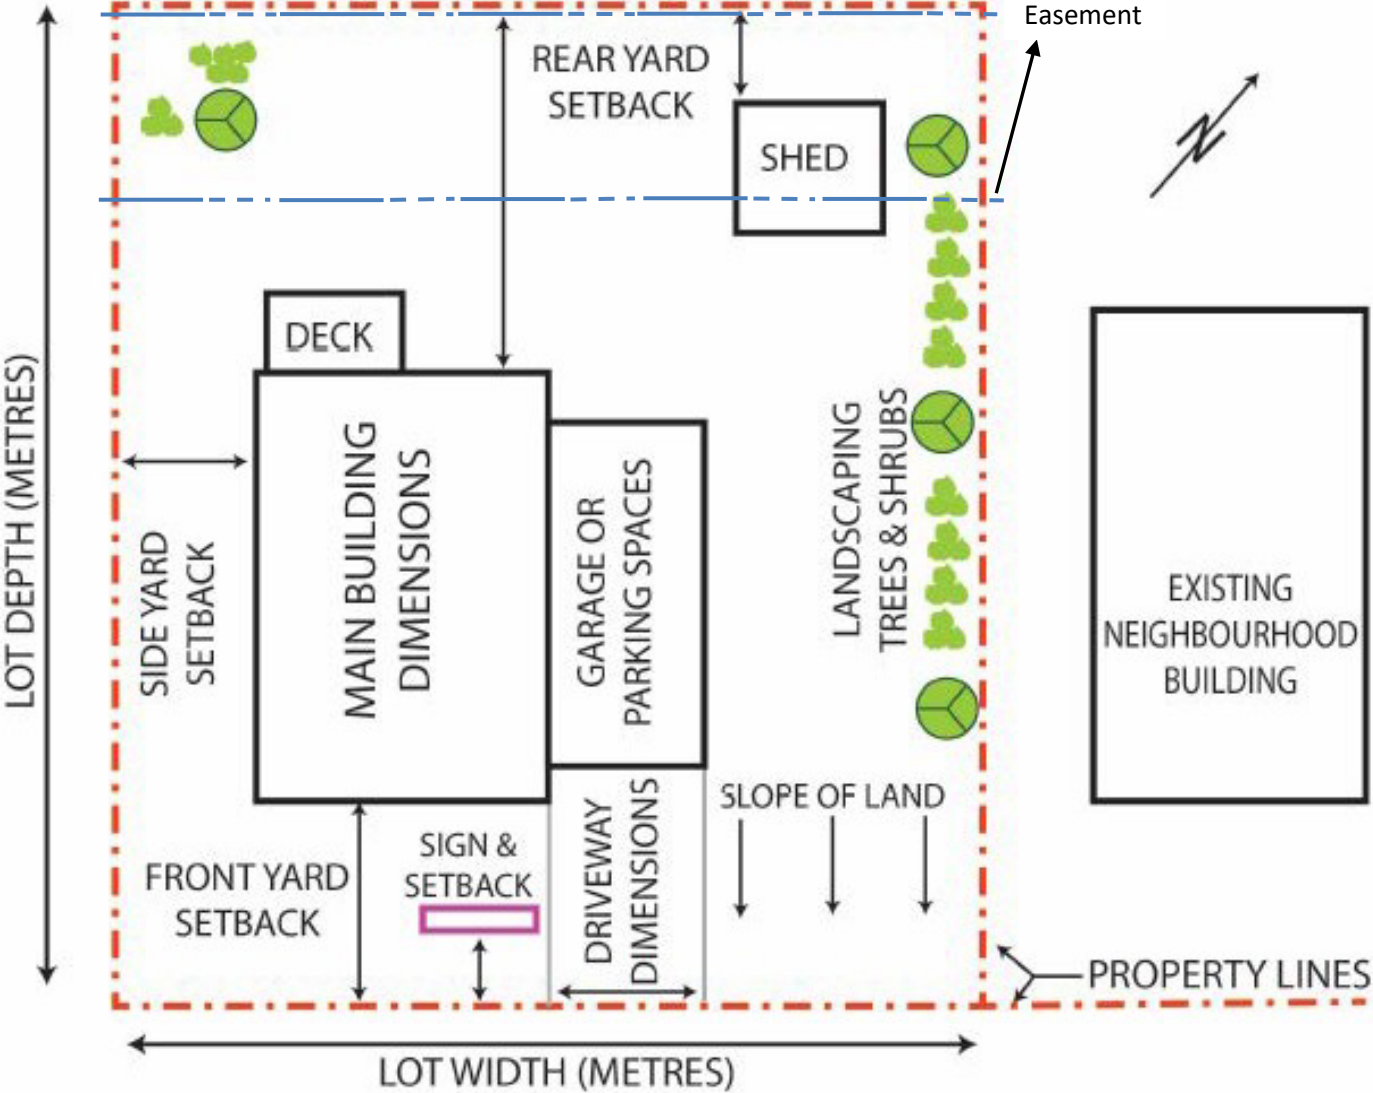 Easement
REAR YARD
SETBACK
SHED
N
DECK
LOT DEPTH (METRES)
SIDE YARD
SETBACK
MAIN BUILDING
DIMENSIONS
GARAGE OR
PARKING SPACES
LANDSCAPING
TREES & SHRUBS
EXISTING
NEIGHBOURHOOD
BUILDING
SLOPE OF LAND
FRONT YARD
SETBACK
SIGN &
SETBACK
DRIVEWAY
DIMENSIONS
PROPERTY LINES
LOT WIDTH (METRES)